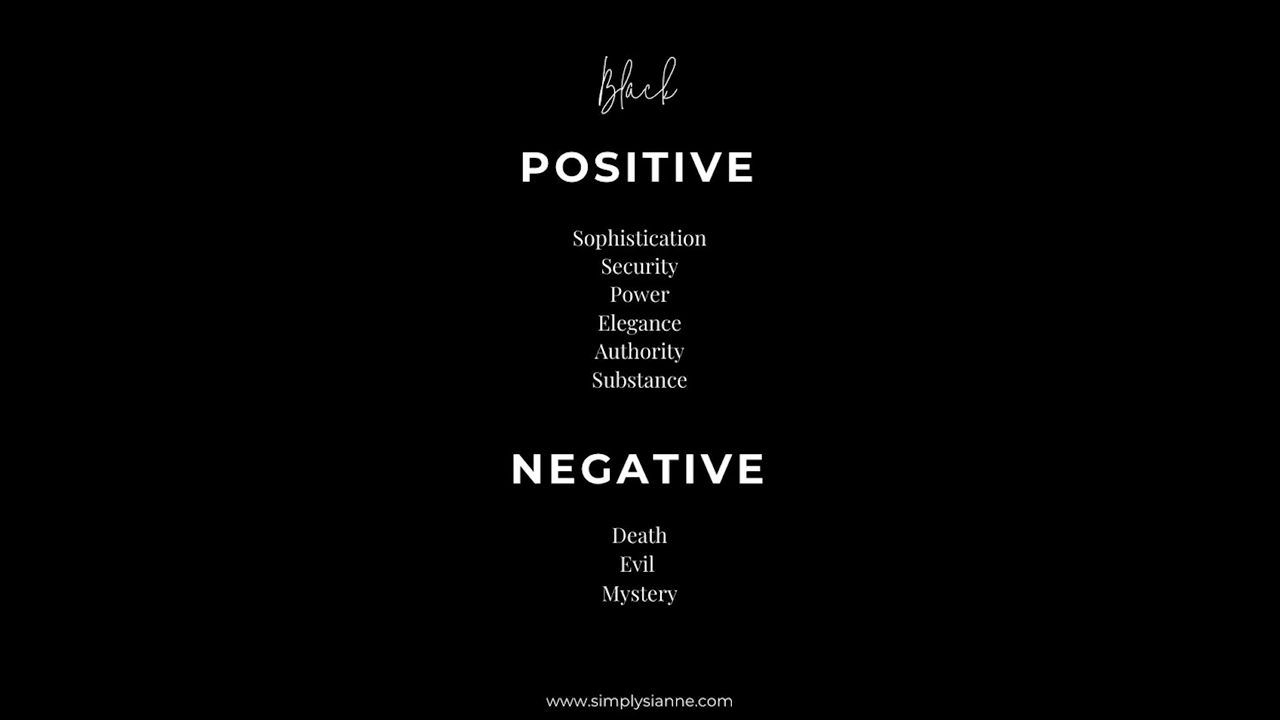 Black
POSITIVE
Sophistication
Security
Power
Elegance
Authority
Substance
NEGATIVE
Death
Evil
Mystery
www.simplysianne.com